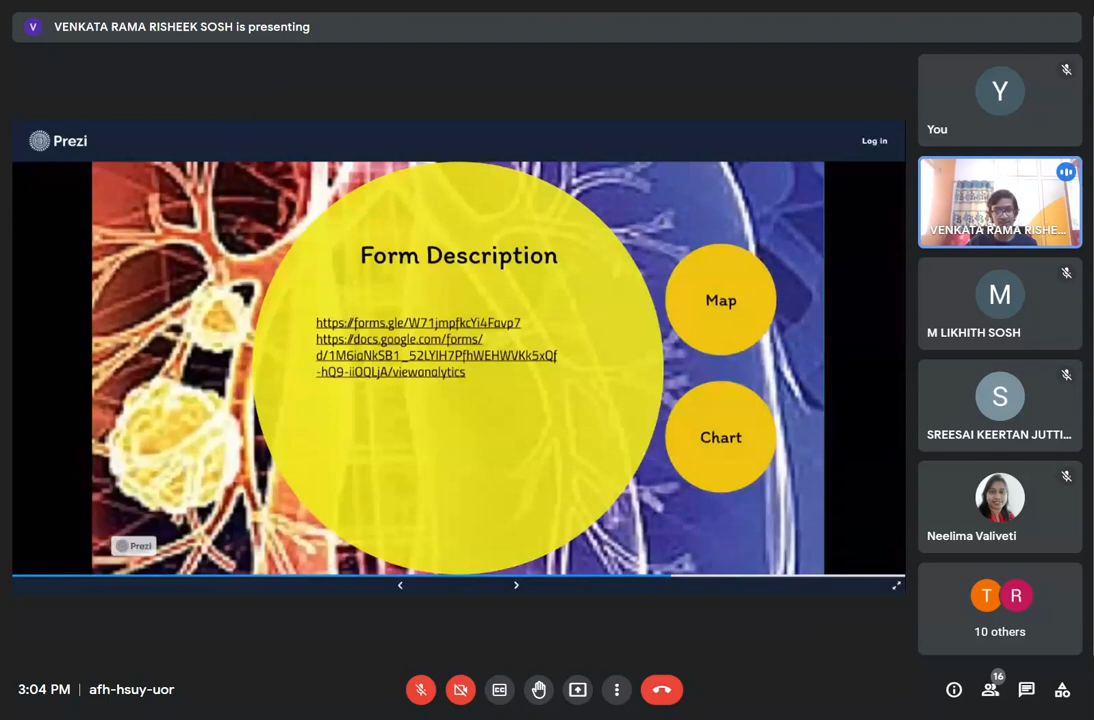 V VENKATA RAMA RISHEEK SOSH is presenting
Prezi
Log in
Form Description
https://forms.gle/W71jmpfkcYi4Favp7
https://docs.google.com/forms/
d/1M6iaNkSB1_52LYIH7PfhWEHWVKk5xQf
-hQ9-iiOQLjA/viewanalytics
Map
Chart
Prezi
Y
You
VENKATA RAMA RISHE...
M
M LIKHITH SOSH
S
SREESAI KEERTAN JUTTI...
Neelima Valiveti
T R
10 others
3:04 PM | afh-hsuy-uor
CC
16